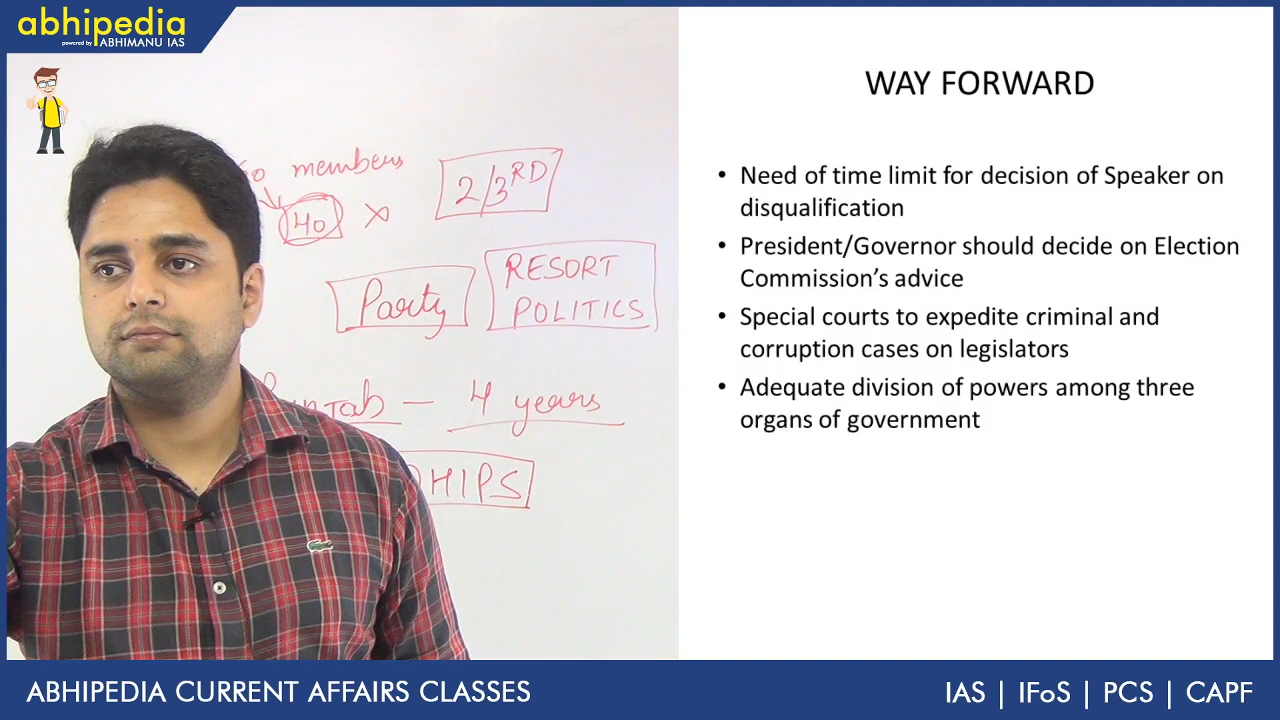 abhipedia
powered by ABHIMANU IAS
members
40 ×
2/3RD
Party
RESORT
POLITICS
4 years
WAY FORWARD
• Need of time limit for decision of Speaker on
disqualification
• President/Governor should decide on Election
Commission's advice
• Special courts to expedite criminal and
corruption cases on legislators
• Adequate division of powers among three
organs of government
ABHIPEDIA CURRENT AFFAIRS CLASSES
IAS | IFoS | PCS | CAPF